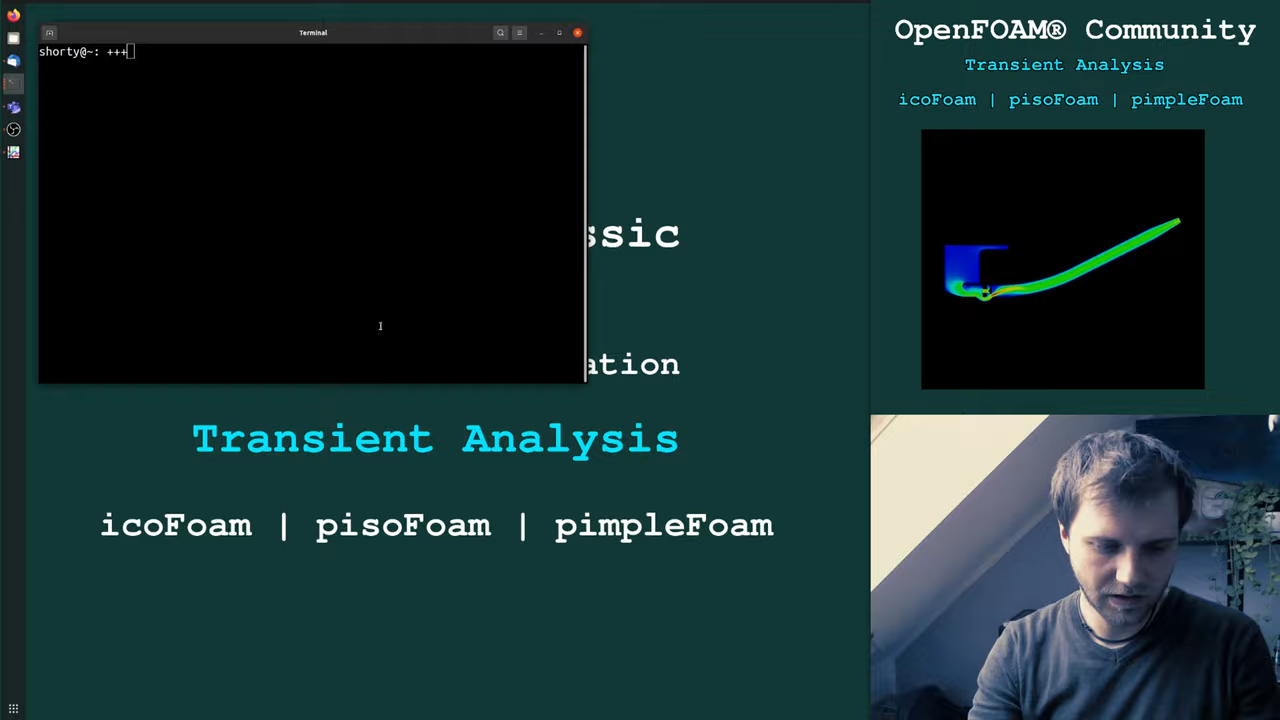 Terminal
shorty@~: +++
ssic
ation
Transient Analysis
icoFoam | pisoFoam | pimpleFoam
OpenFOAM® Community
Transient Analysis
icoFoam | pisoFoam | pimpleFoam